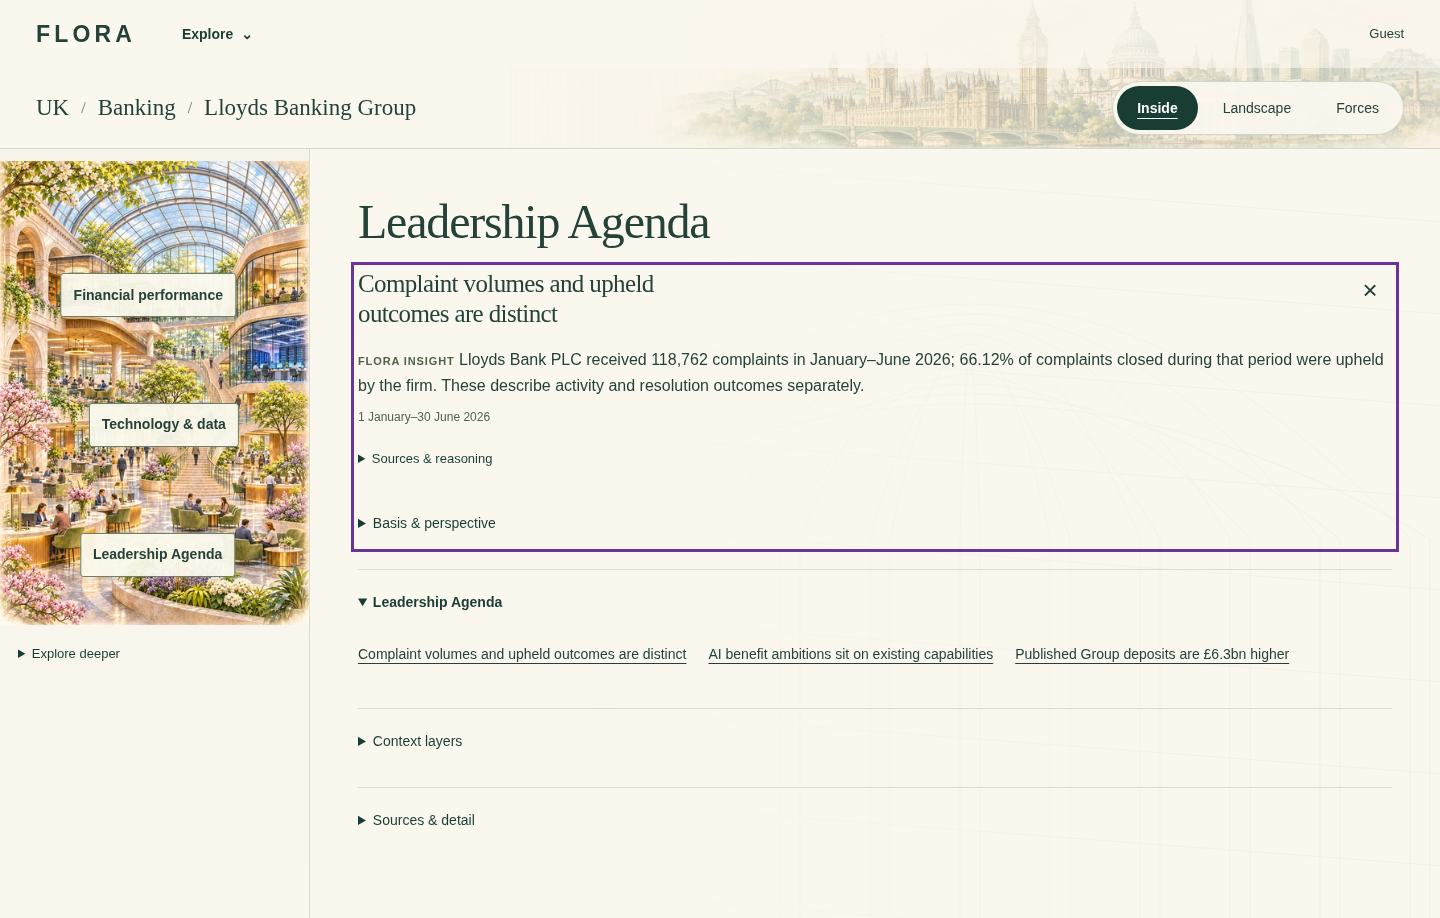 FLORA
Explore
Guest
UK / Banking / Lloyds Banking Group
Inside
Landscape
Forces
Financial performance
Technology & data
Leadership Agenda
Explore deeper
Leadership Agenda
Complaint volumes and upheld
outcomes are distinct
FLORA INSIGHT Lloyds Bank PLC received 118,762 complaints in January–June 2026; 66.12% of complaints closed during that period were upheld
by the firm. These describe activity and resolution outcomes separately.
1 January–30 June 2026
Sources & reasoning
Basis & perspective
Leadership Agenda
Complaint volumes and upheld outcomes are distinct
AI benefit ambitions sit on existing capabilities
Published Group deposits are £6.3bn higher
Context layers
Sources & detail